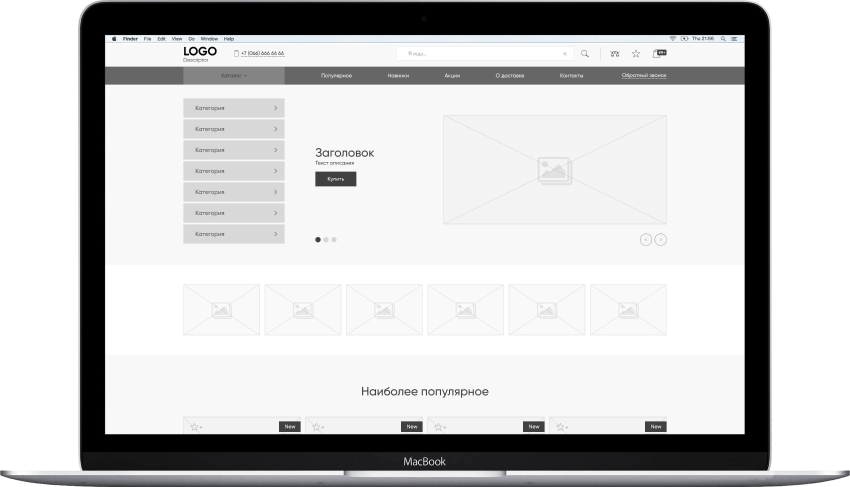 Finder File Edit View Go Window Help Thu 21:56
LOGO
Descriptor
+7 (066) 666 66 66
Я ищу...
99+
Каталог
Популярное Новинки Акции О доставке Контакты Обратный звонок
Категория
Категория
Категория
Категория
Категория
Категория
Категория
Заголовок
Текст описания
Купить
Наиболее популярное
New New New New
MacBook